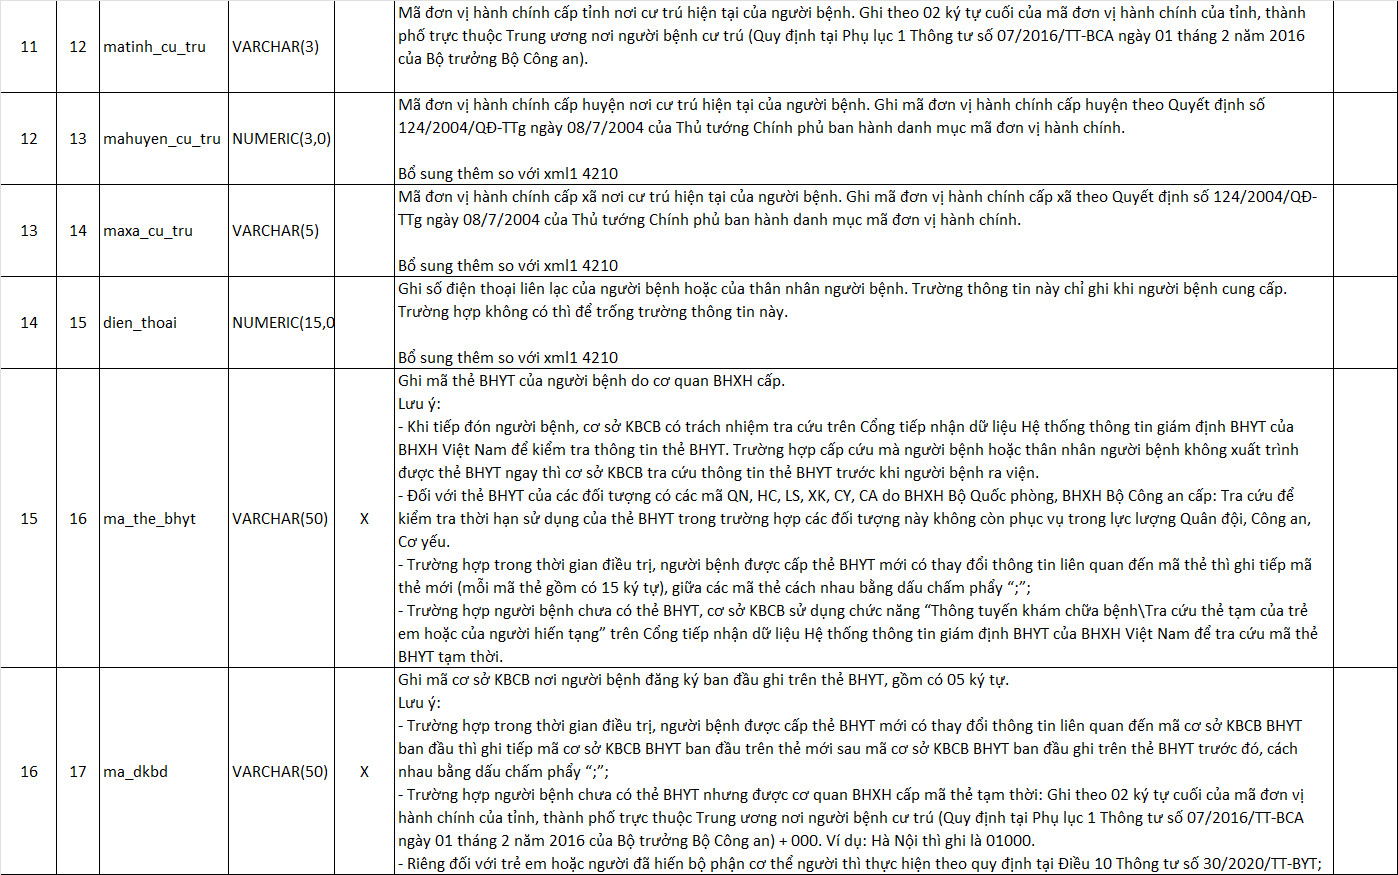 Mã đơn vị hành chính cấp tỉnh nơi cư trú hiện tại của người bệnh. Ghi theo 02 ký tự cuối của mã đơn vị hành chính của tỉnh, thành
11 12 matinh_cu_tru VARCHAR(3) phố trực thuộc Trung ương nơi người bệnh cư trú (Quy định tại Phụ lục 1 Thông tư số 07/2016/TT-BCA ngày 01 tháng 2 năm 2016
của Bộ trưởng Bộ Công an).
Mã đơn vị hành chính cấp huyện nơi cư trú hiện tại của người bệnh. Ghi mã đơn vị hành chính cấp huyện theo Quyết định số
12 13 mahuyen_cu_tru NUMERIC(3,0) 124/2004/QĐ-TTg ngày 08/7/2004 của Thủ tướng Chính phủ ban hành danh mục mã đơn vị hành chính.
Bổ sung thêm so với xml1 4210
Mã đơn vị hành chính cấp xã nơi cư trú hiện tại của người bệnh. Ghi mã đơn vị hành chính cấp xã theo Quyết định số 124/2004/QĐ-
13 14 maxa_cu_tru VARCHAR(5) TTg ngày 08/7/2004 của Thủ tướng Chính phủ ban hành danh mục mã đơn vị hành chính.
Bổ sung thêm so với xml1 4210
Ghi số điện thoại liên lạc của người bệnh hoặc của thân nhân người bệnh. Trường thông tin này chỉ ghi khi người bệnh cung cấp.
14 15 dien_thoai NUMERIC(15,0 Trường hợp không có thì để trống trường thông tin này.
Bổ sung thêm so với xml1 4210
Ghi mã thẻ BHYT của người bệnh do cơ quan BHXH cấp.
Lưu ý:
- Khi tiếp đón người bệnh, cơ sở KBCB có trách nhiệm tra cứu trên Cổng tiếp nhận dữ liệu Hệ thống thông tin giám định BHYT của
BHXH Việt Nam để kiểm tra thông tin thẻ BHYT. Trường hợp cấp cứu mà người bệnh hoặc thân nhân người bệnh không xuất trình
được thẻ BHYT ngay thì cơ sở KBCB tra cứu thông tin thẻ BHYT trước khi người bệnh ra viện.
- Đối với thẻ BHYT của các đối tượng có các mã QN, HC, LS, XK, CY, CA do BHXH Bộ Quốc phòng, BHXH Bộ Công an cấp: Tra cứu để
15 16 ma_the_bhyt VARCHAR(50) X kiểm tra thời hạn sử dụng của thẻ BHYT trong trường hợp các đối tượng này không còn phục vụ trong lực lượng Quân đội, Công an,
Cơ yếu.
- Trường hợp trong thời gian điều trị, người bệnh được cấp thẻ BHYT mới có thay đổi thông tin liên quan đến mã thẻ thì ghi tiếp mã
thẻ mới (mỗi mã thẻ gồm có 15 ký tự), giữa các mã thẻ cách nhau bằng dấu chấm phẩy “;”;
- Trường hợp người bệnh chưa có thẻ BHYT, cơ sở KBCB sử dụng chức năng “Thông tuyến khám chữa bệnh\Tra cứu thẻ tạm của trẻ
em hoặc của người hiến tạng” trên Cổng tiếp nhận dữ liệu Hệ thống thông tin giám định BHYT của BHXH Việt Nam để tra cứu mã thẻ
BHYT tạm thời.
Ghi mã cơ sở KBCB nơi người bệnh đăng ký ban đầu ghi trên thẻ BHYT, gồm có 05 ký tự.
Lưu ý:
- Trường hợp trong thời gian điều trị, người bệnh được cấp thẻ BHYT mới có thay đổi thông tin liên quan đến mã cơ sở KBCB BHYT
ban đầu thì ghi tiếp mã cơ sở KBCB BHYT ban đầu trên thẻ mới sau mã cơ sở KBCB BHYT ban đầu ghi trên thẻ BHYT trước đó, cách
16 17 ma_dkbd VARCHAR(50) X nhau bằng dấu chấm phẩy “;”;
- Trường hợp người bệnh chưa có thẻ BHYT nhưng được cơ quan BHXH cấp mã thẻ tạm thời: Ghi theo 02 ký tự cuối của mã đơn vị
hành chính của tỉnh, thành phố trực thuộc Trung ương nơi người bệnh cư trú (Quy định tại Phụ lục 1 Thông tư số 07/2016/TT-BCA
ngày 01 tháng 2 năm 2016 của Bộ trưởng Bộ Công an) + 000. Ví dụ: Hà Nội thì ghi là 01000.
- Riêng đối với trẻ em hoặc người đã hiến bộ phận cơ thể người thì thực hiện theo quy định tại Điều 10 Thông tư số 30/2020/TT-BYT;